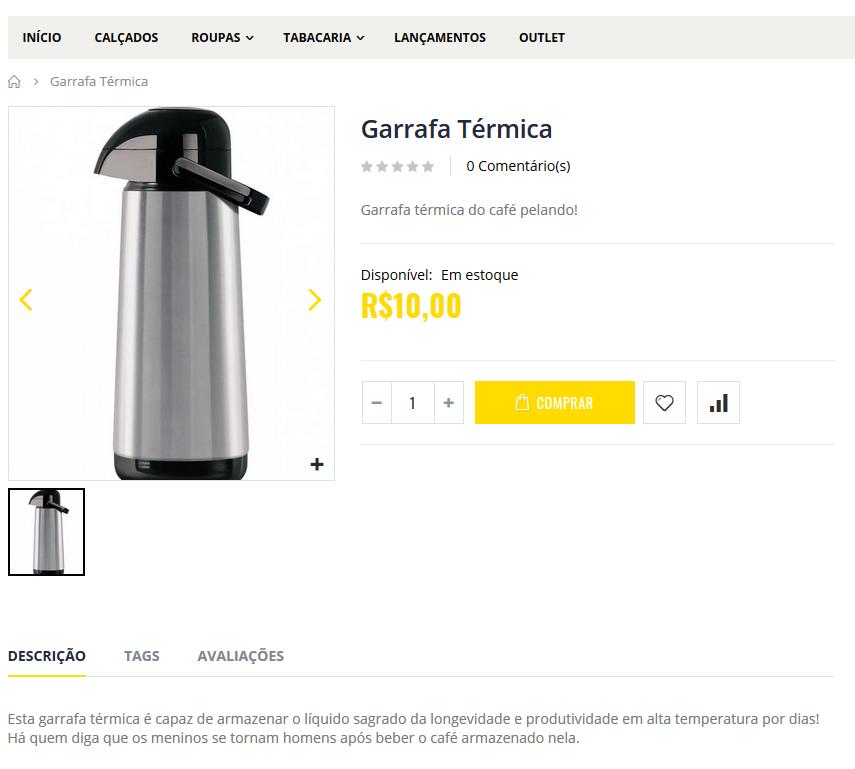 INÍCIO CALÇADOS ROUPAS TABACARIA LANÇAMENTOS OUTLET
Garrafa Térmica
Garrafa Térmica
0 Comentário(s)
Garrafa térmica do café pelando!
Disponível: Em estoque
R$10,00
− 1 + COMPRAR
DESCRIÇÃO TAGS AVALIAÇÕES
Esta garrafa térmica é capaz de armazenar o líquido sagrado da longevidade e produtividade em alta temperatura por dias!
Há quem diga que os meninos se tornam homens após beber o café armazenado nela.